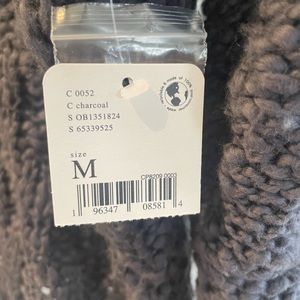 C 0052
C charcoal
S OB1351824
S 65339525
size
M
CP8209 0003
1 96347 08581 4